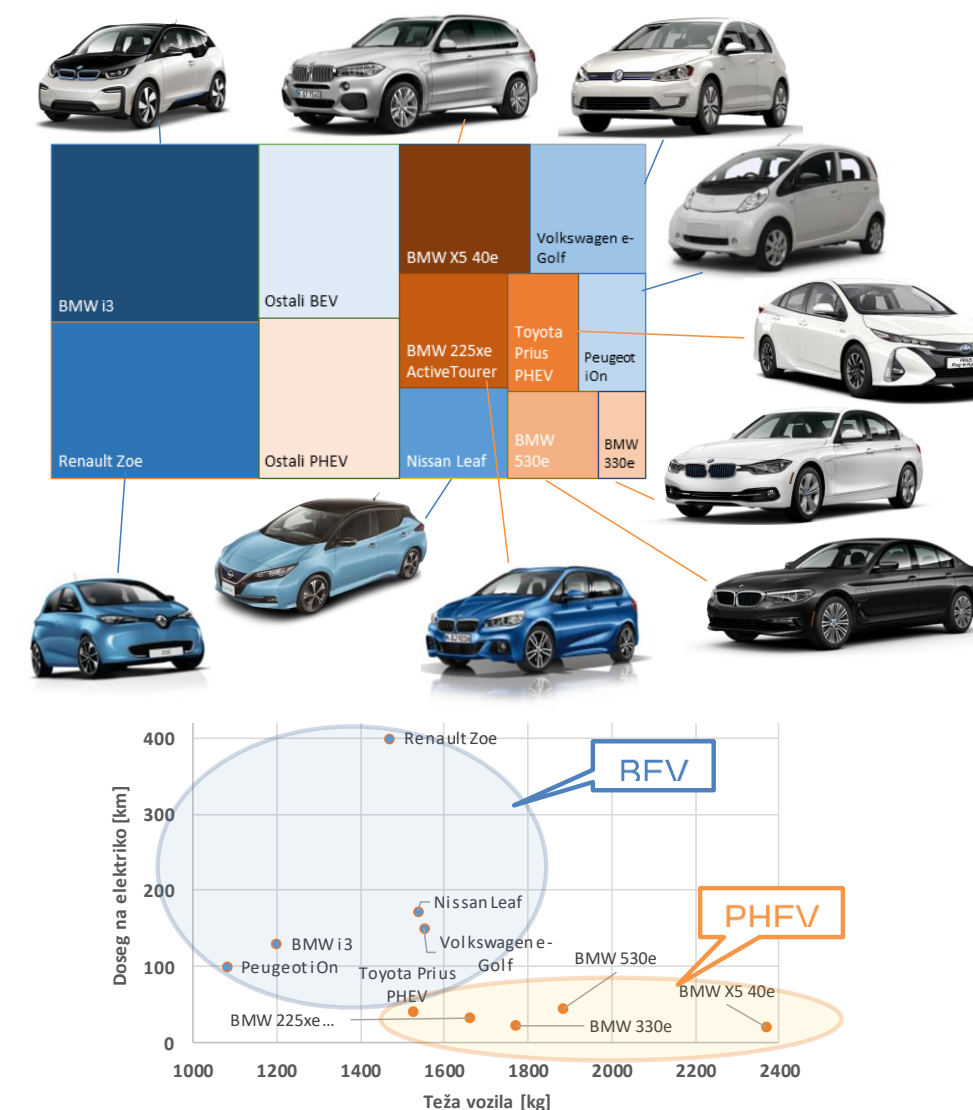 BMW i3
Renault Zoe
Ostali BEV
Ostali PHEV
BMW X5 40e
BMW 225xe
ActiveTourer
Nissan Leaf
Volkswagen e-
Golf
Toyota
Prius
PHEV
Peugeot
iOn
BMW
530e
BMW
330e
Doseg na elektriko [km]
400
300
200
100
0
Renault Zoe
BEV
Nissan Leaf
Volkswagen e-
Golf
BMW i3
Peugeot iOn
Toyota Prius
PHEV
BMW 225xe...
PHEV
BMW 530e
BMW 330e
BMW X5 40e
1000 1200 1400 1600 1800 2000 2200 2400
Teža vozila [kg]